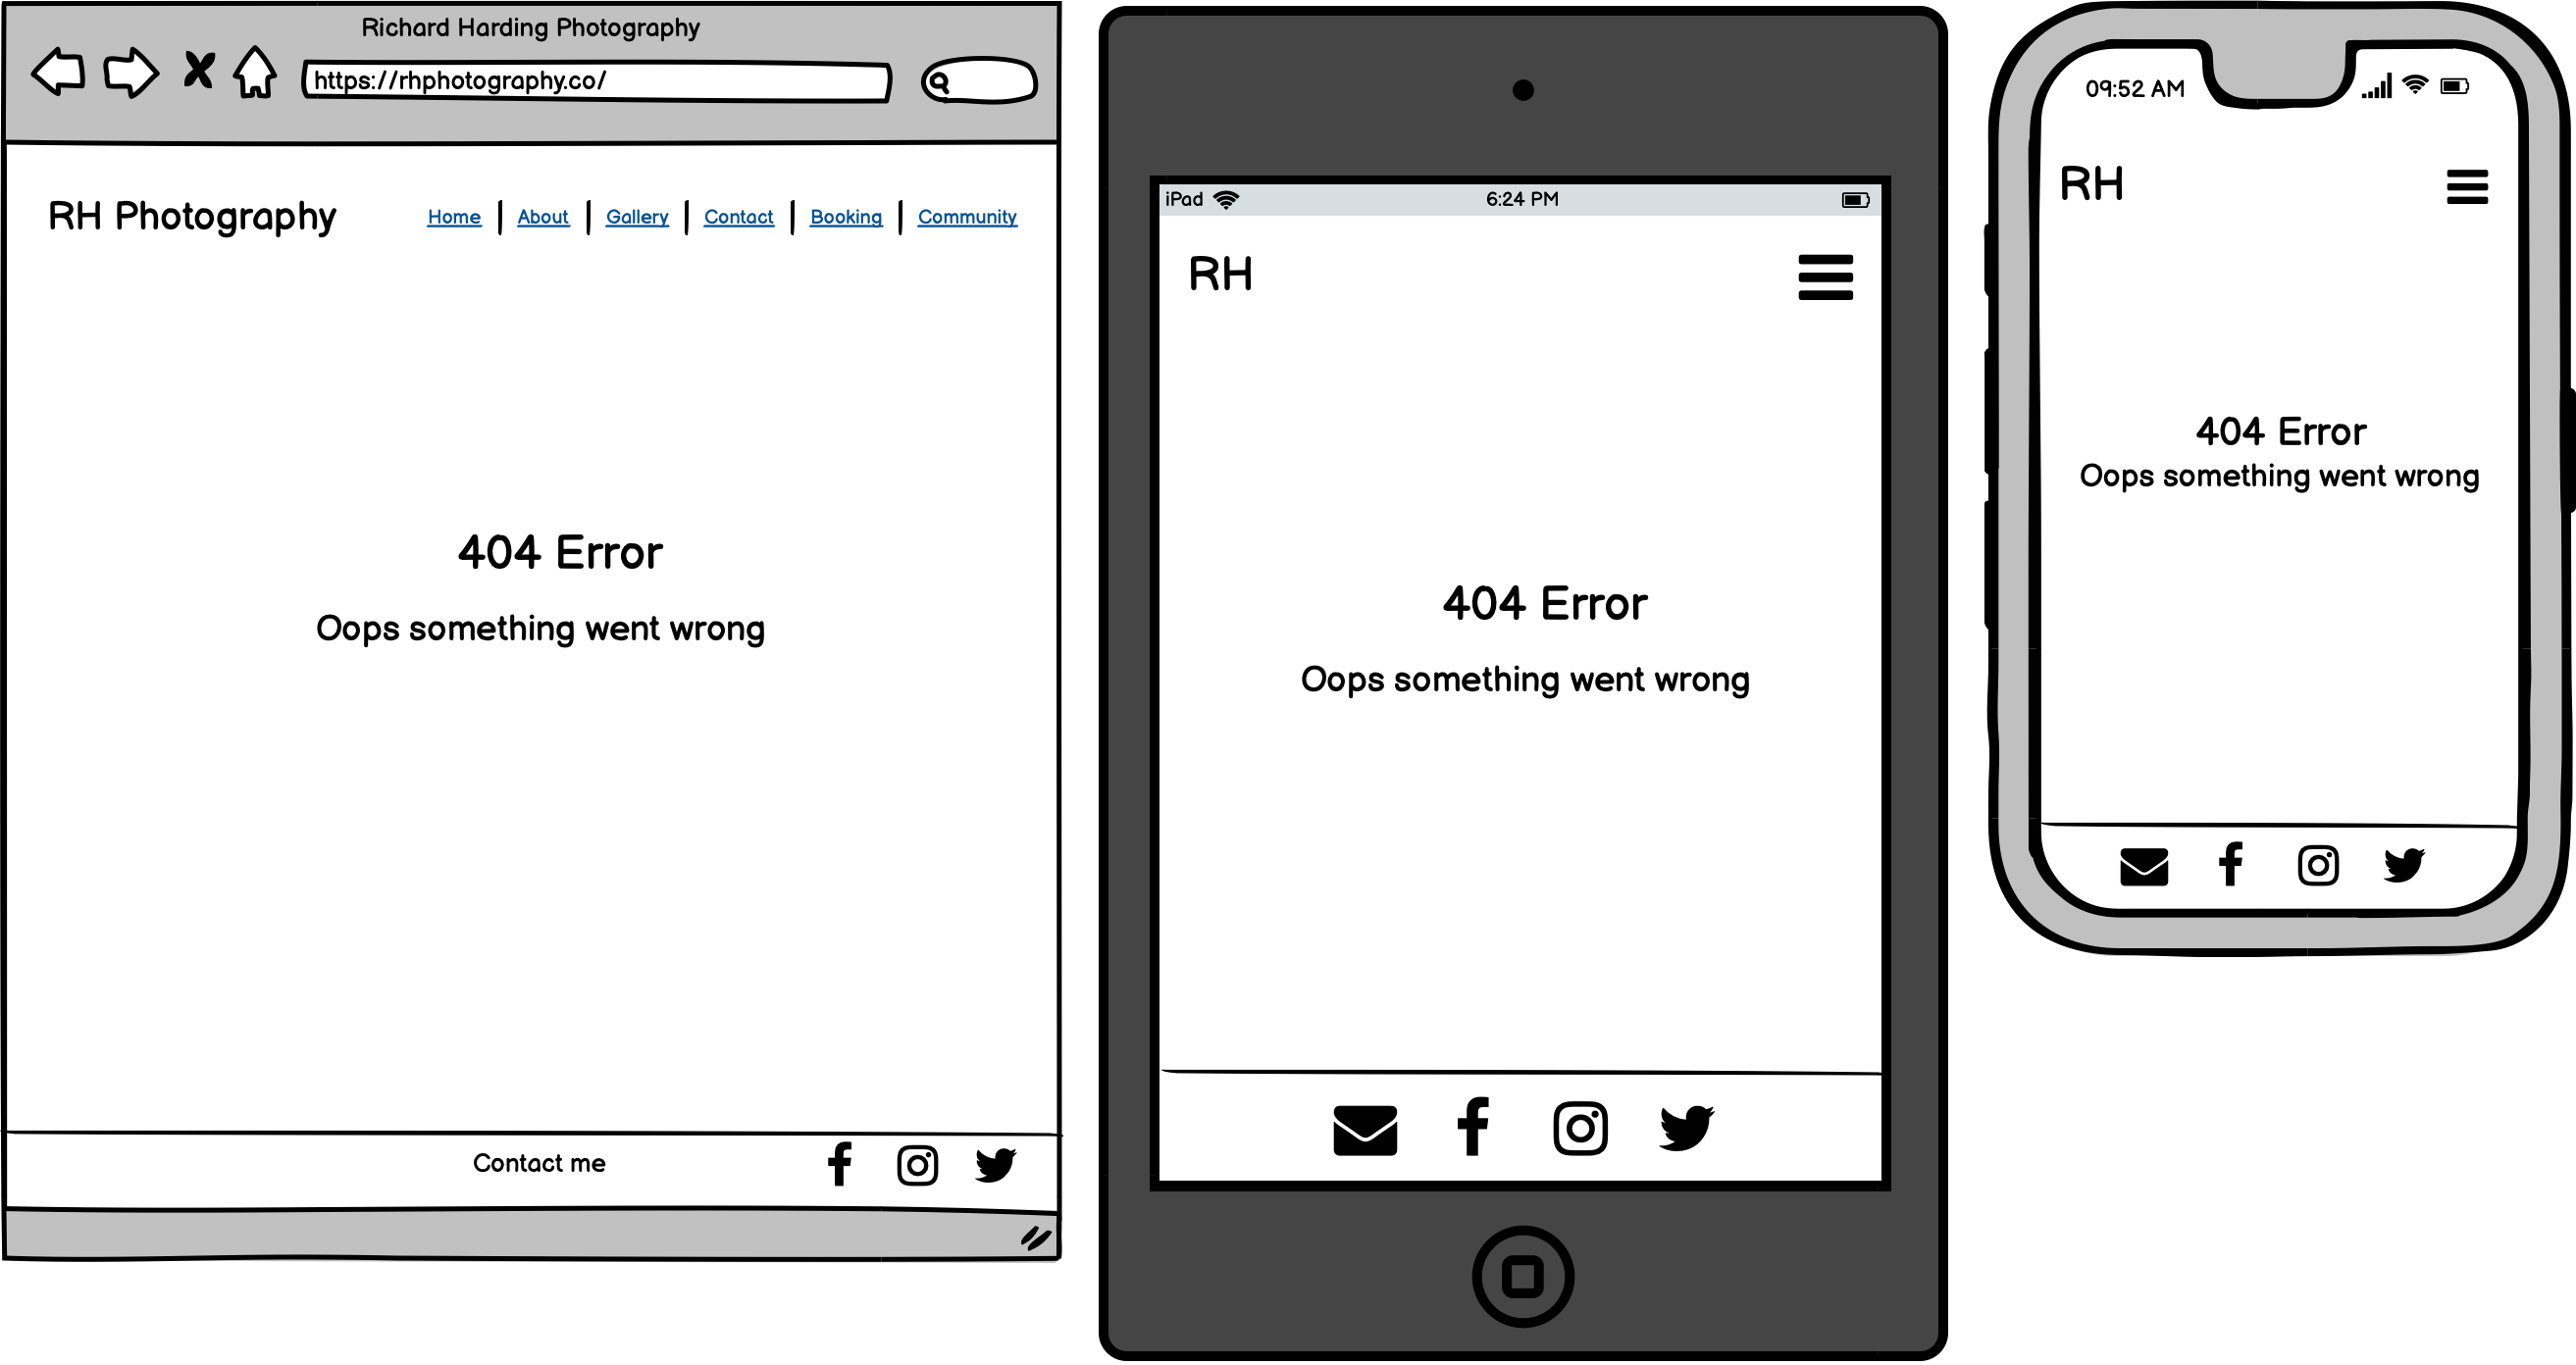 Richard Harding Photography
https://rhphotography.co/
RH Photography
Home | About | Gallery | Contact | Booking | Community
404 Error
Oops something went wrong
Contact me
iPad 6:24 PM
RH
404 Error
Oops something went wrong
09:52 AM
RH
404 Error
Oops something went wrong